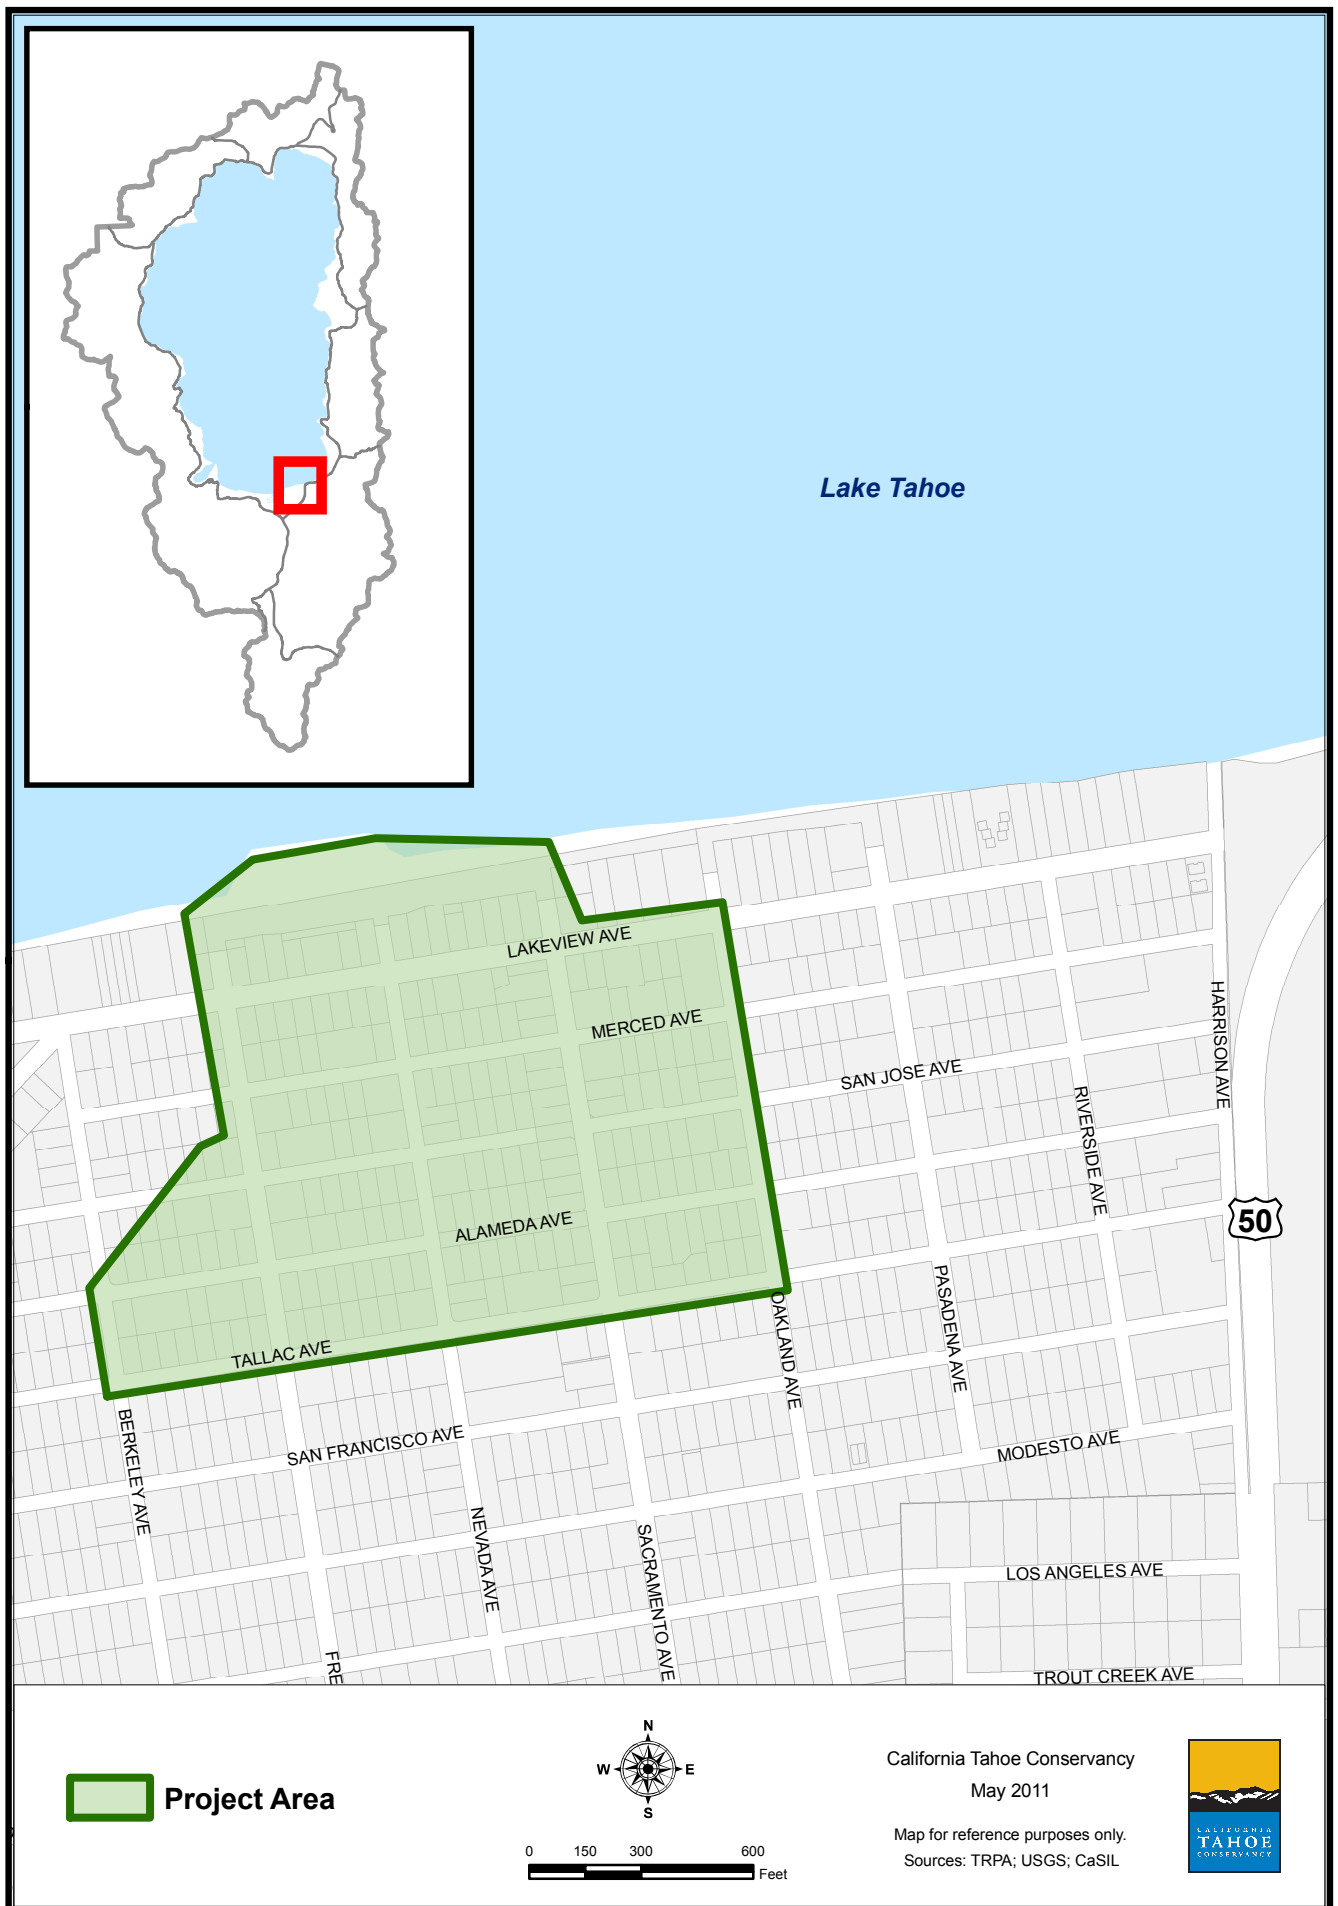 Lake Tahoe
LAKEVIEW AVE
MERCED AVE
SAN JOSE AVE
HARRISON AVE
RIVERSIDE AVE
ALAMEDA AVE
50
PASADENA AVE
OAKLAND AVE
TALLAC AVE
BERKELEY AVE
SAN FRANCISCO AVE
MODESTO AVE
NEVADA AVE
SACRAMENTO AVE
LOS ANGELES AVE
FRE
TROUT CREEK AVE
Project Area
N
W E
S
0 150 300 600
Feet
California Tahoe Conservancy
May 2011
Map for reference purposes only.
Sources: TRPA; USGS; CaSIL
CALIFORNIA
TAHOE
CONSERVANCY